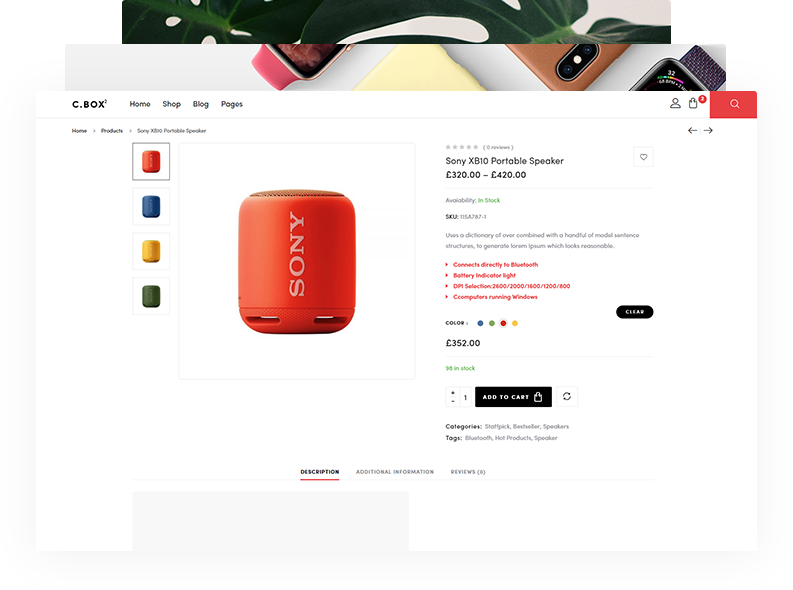 C.BOX²
Home Shop Blog Pages
3
Home > Products > Sony XB10 Portable Speaker
( 0 reviews )
Sony XB10 Portable Speaker
£320.00 – £420.00
Avaiability: In Stock
SKU: 115A787-1
Uses a dictionary of over combined with a handful of model sentence
structures, to generate lorem Ipsum which looks reasonable.
Connects directly to Bluetooth
Battery Indicator light
DPI Selection:2600/2000/1600/1200/800
Ccomputers running Windows
CLEAR
COLOR :
£352.00
98 in stock
+
-
1
ADD TO CART
Categories: Staffpick, Bestseller, Speakers
Tags: Bluetooth, Hot Products, Speaker
SONY
DESCRIPTION ADDITIONAL INFORMATION REVIEWS (0)